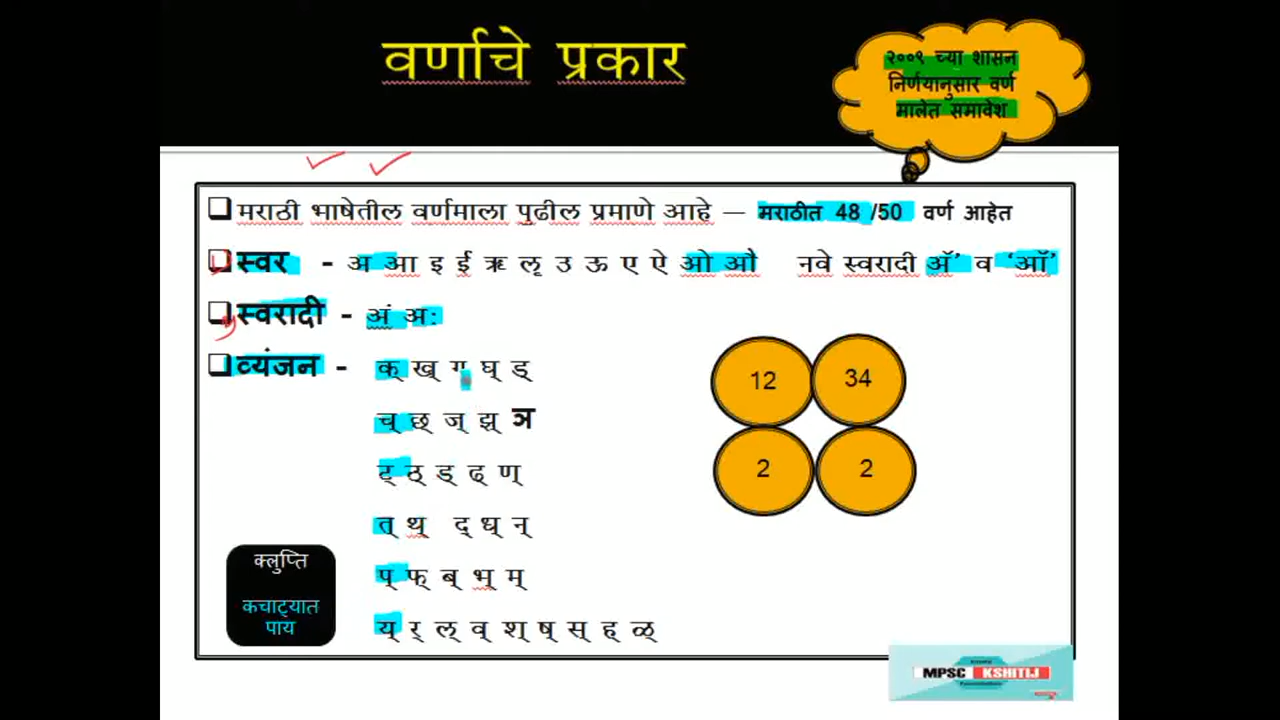 वर्णाचे प्रकार
२००९ च्या शासन
निर्णयानुसार वर्ण
मालेत समावेश
मराठी भाषेतील वर्णमाला पुढील प्रमाणे आहे – मराठीत 48 /50 वर्ण आहेत
स्वर - अ आ इ ई ऋ लृ उ ऊ ए ऐ ओ औ नवे स्वरादी अॅ’ व ‘ऑ’
स्वरादी - अं अः
व्यंजन - क् ख् ग् घ् ड्
च् छ् ज् झ् ञ
ट् ठ् ड् ढ् ण्
त् थ् द् ध् न्
प् फ् ब् भ् म्
य् र् ल् व् श् ष् स् ह् ळ्
12 34
2 2
क्लुप्ति
कचाट्यात
पाय
MPSC KSHITIJ